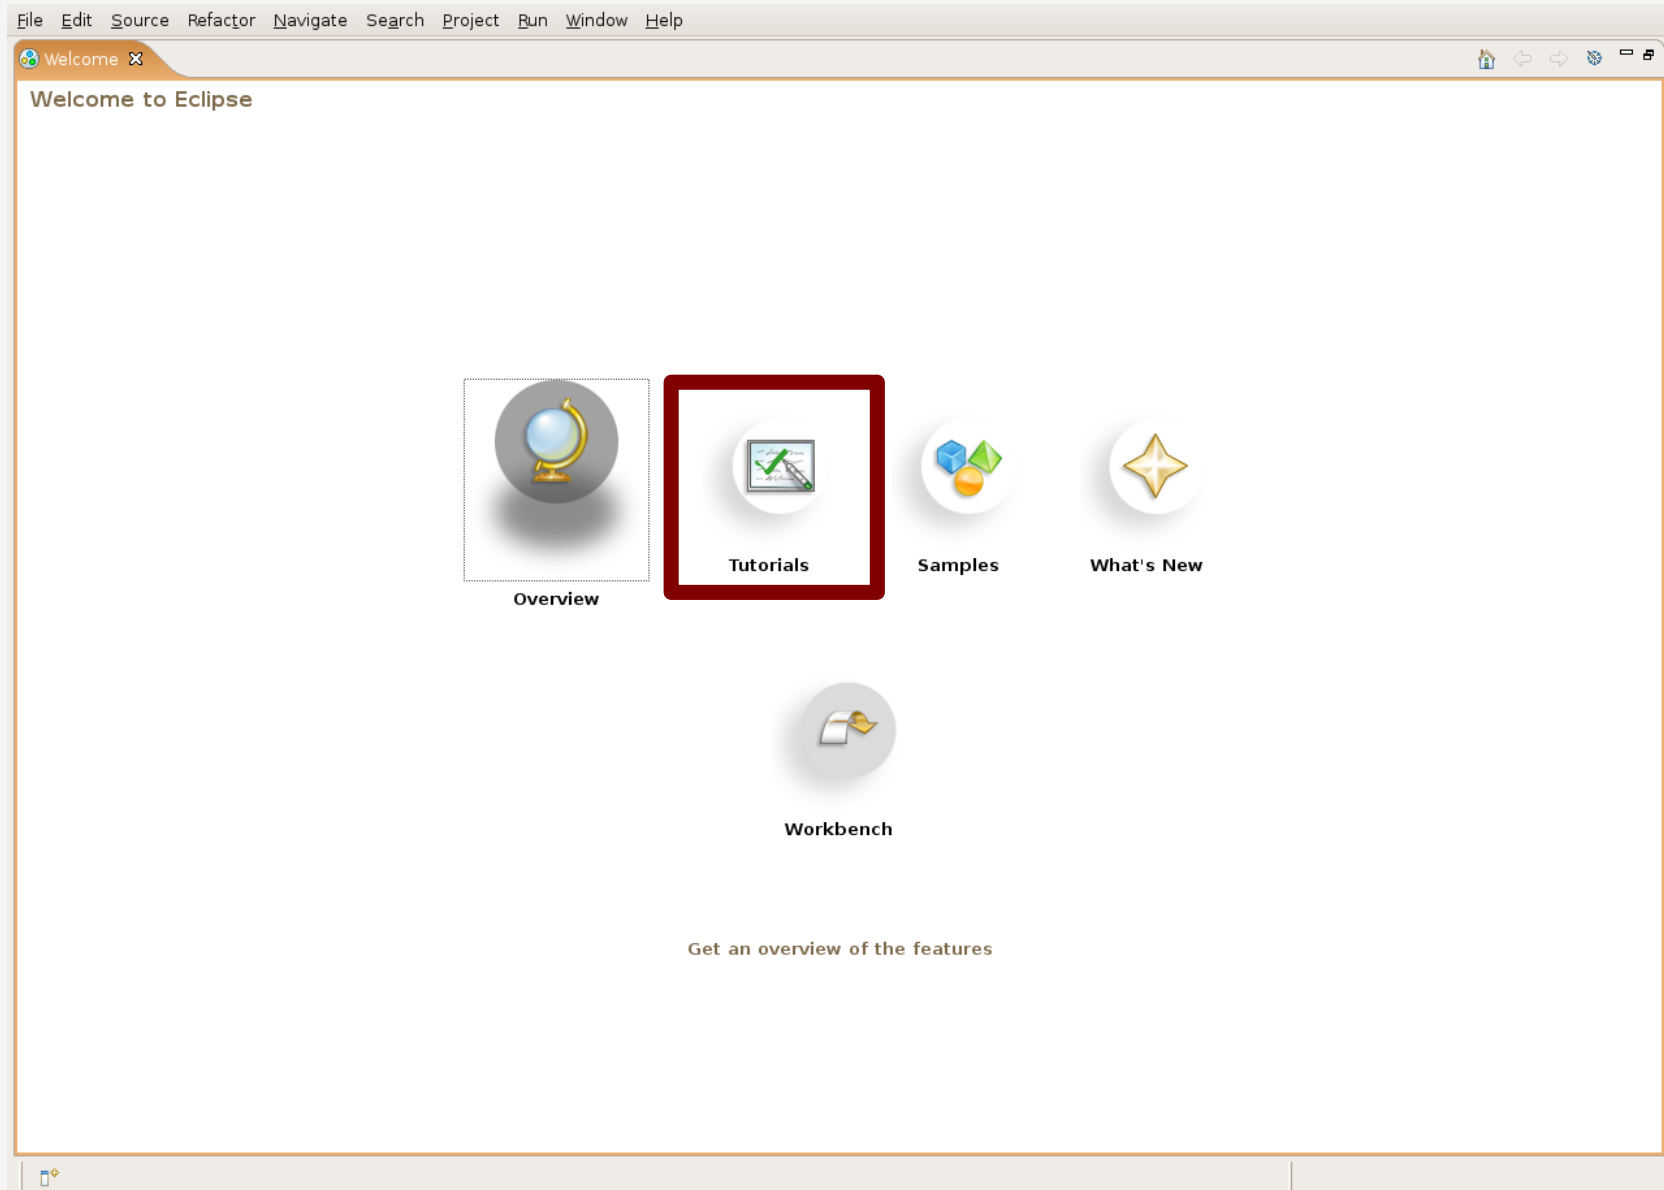 File Edit Source Refactor Navigate Search Project Run Window Help
Welcome
Welcome to Eclipse
Tutorials Samples What's New
Overview
Workbench
Get an overview of the features